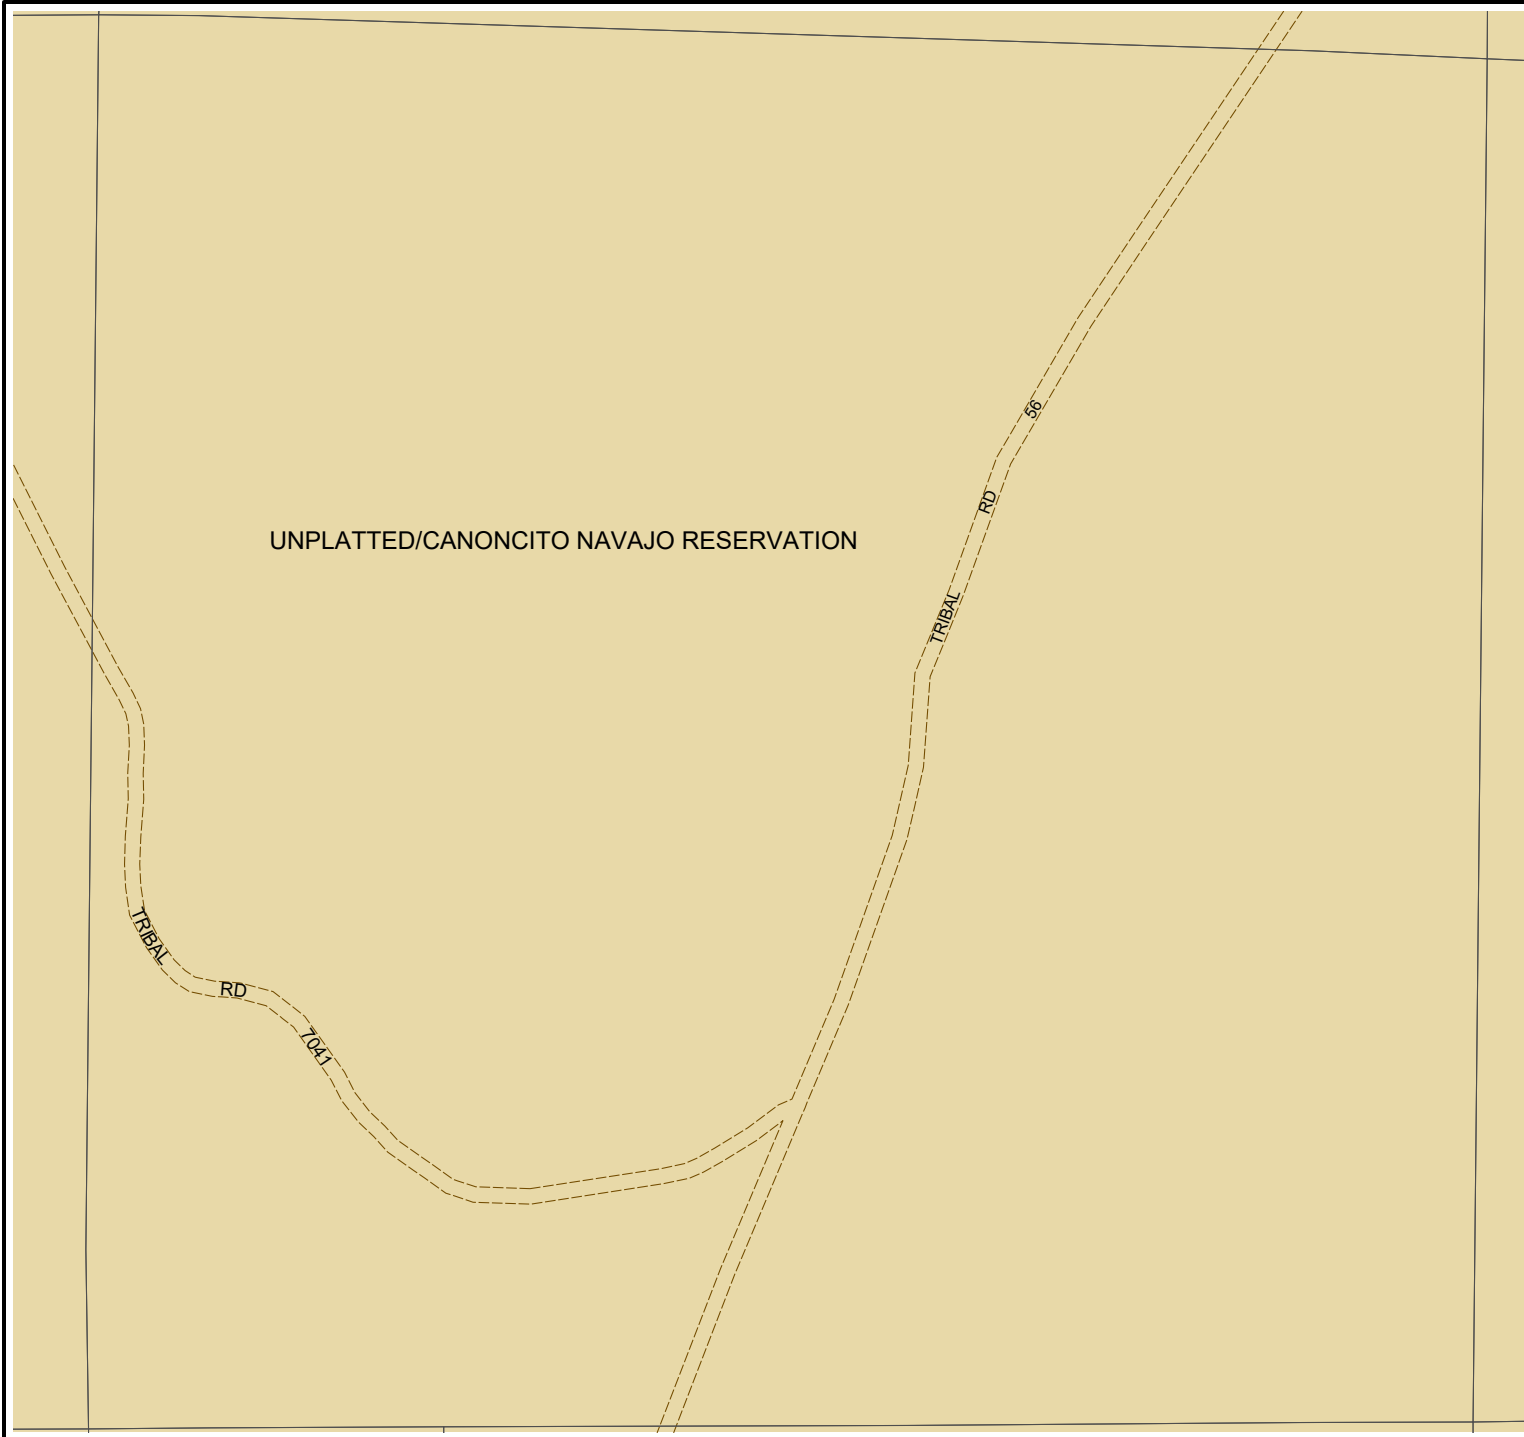 UNPLATTED/CANONCITO NAVAJO RESERVATION
TRIBAL RD 56
TRIBAL RD 7041